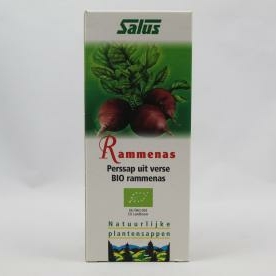 Salus
Rammenas
Perssap uit verse
BIO rammenas
Natuurlijke
plantensappen